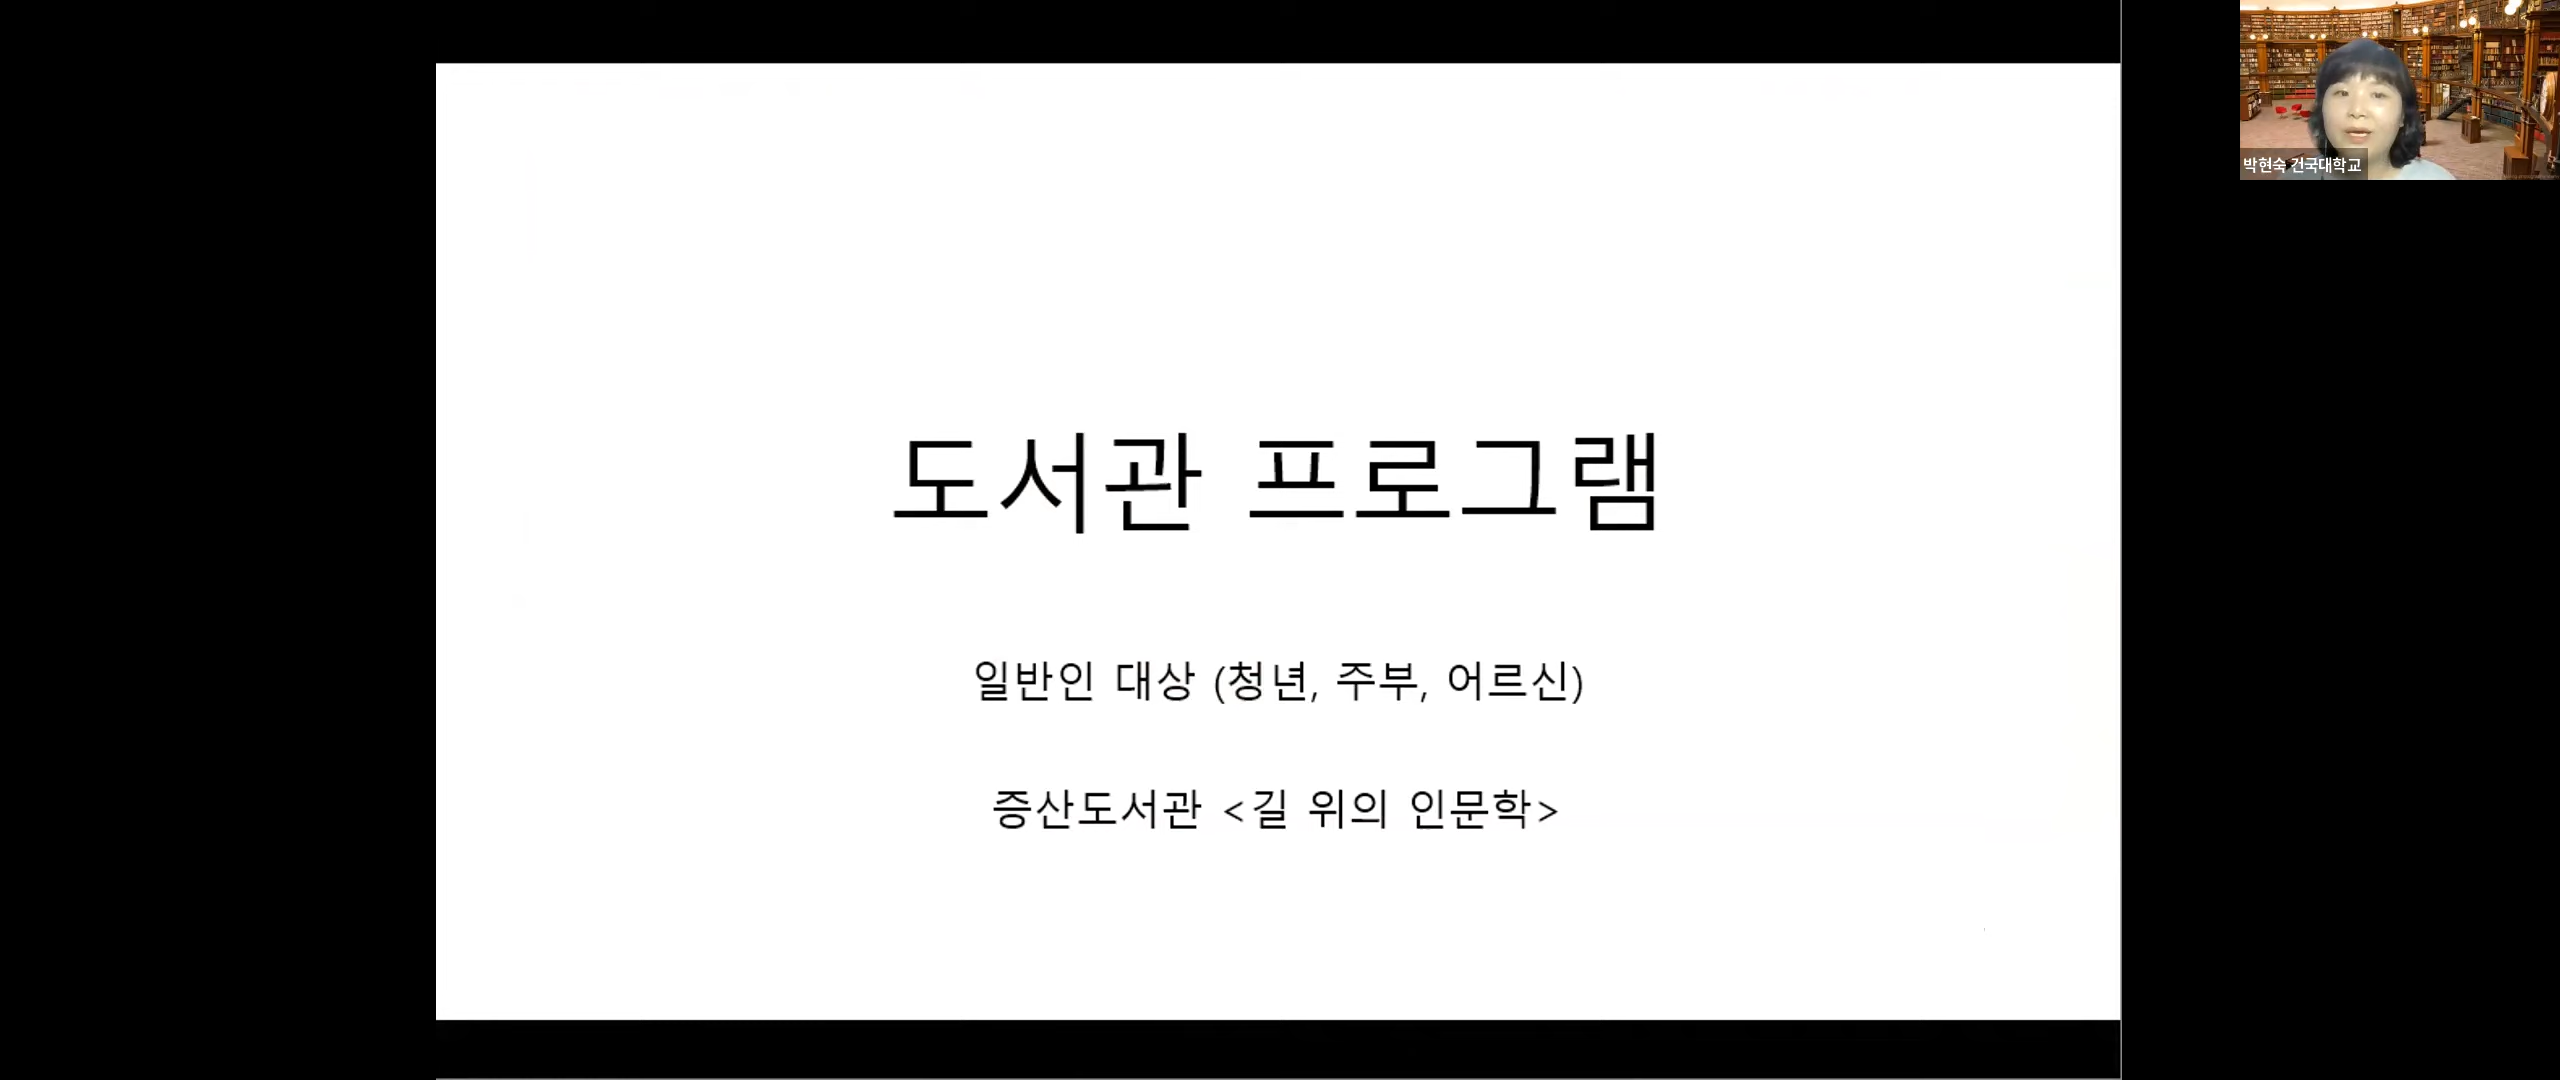 도서관 프로그램
일반인 대상 (청년, 주부, 어르신)
증산도서관 <길 위의 인문학>
박현숙 건국대학교